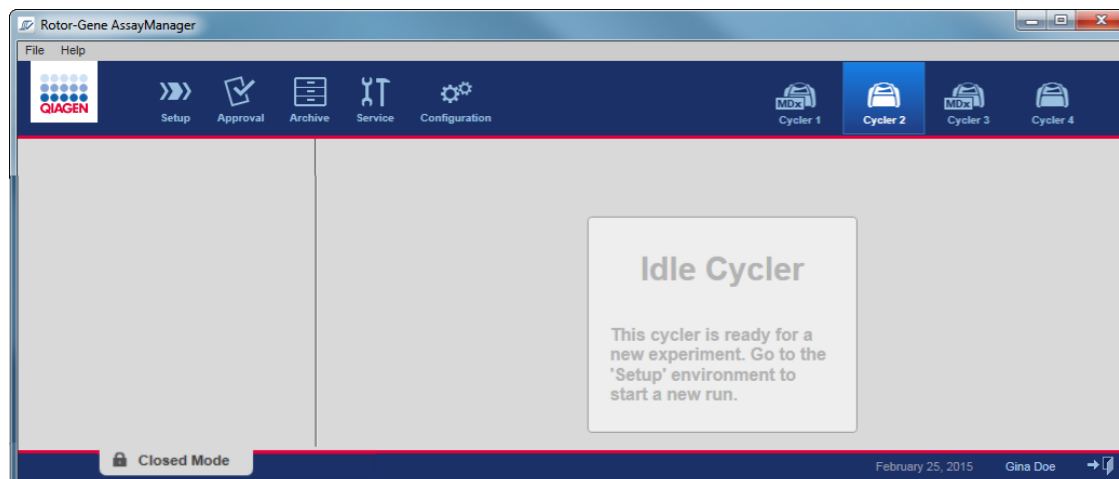 Rotor-Gene AssayManager
File Help
QIAGEN
Setup Approval Archive Service Configuration
MDx MDx
Cycler 1 Cycler 2 Cycler 3 Cycler 4
Idle Cycler
This cycler is ready for a
new experiment. Go to the
'Setup' environment to
start a new run.
Closed Mode
February 25, 2015 Gina Doe